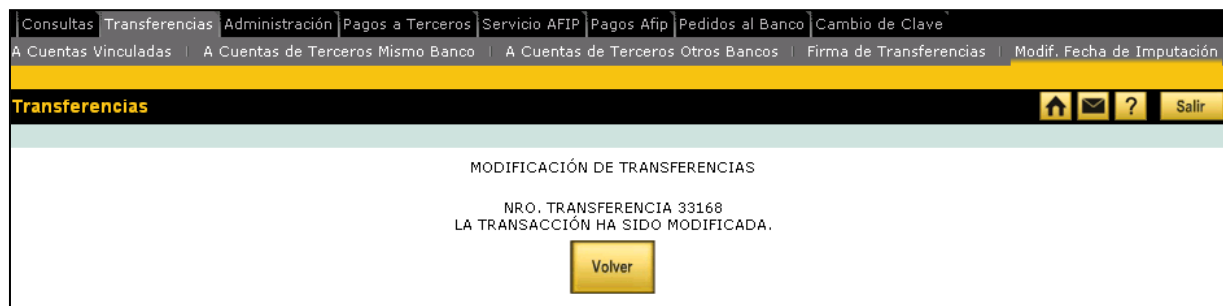 Consultas Transferencias Administración Pagos a Terceros Servicio AFIP Pagos Afip Pedidos al Banco Cambio de Clave
A Cuentas Vinculadas | A Cuentas de Terceros Mismo Banco | A Cuentas de Terceros Otros Bancos | Firma de Transferencias | Modif. Fecha de Imputación
Transferencias ? Salir
MODIFICACIÓN DE TRANSFERENCIAS
NRO. TRANSFERENCIA 33168
LA TRANSACCIÓN HA SIDO MODIFICADA.
Volver